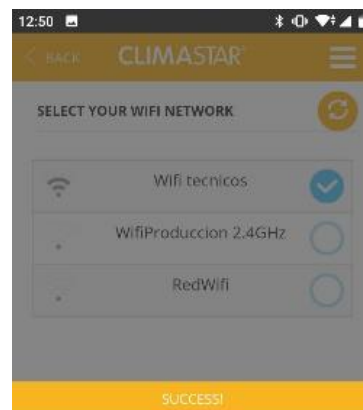 12:50
< BACK CLIMASTAR®
SELECT YOUR WIFI NETWORK
Wifi tecnicos
WifiProduccion 2.4GHz
RedWifi
SUCCESS!